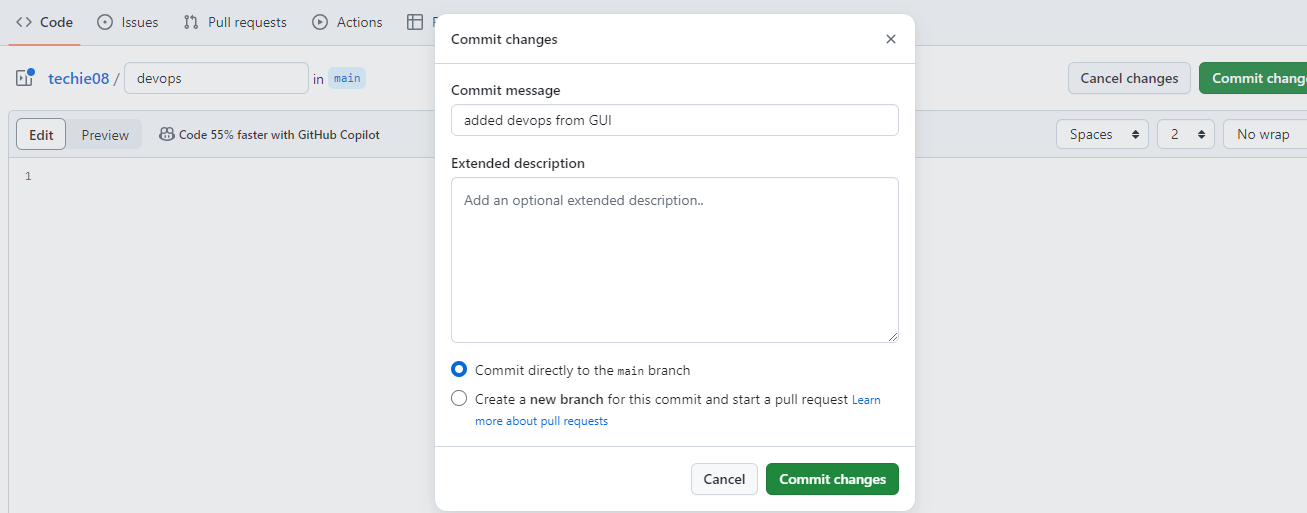 Code Issues Pull requests Actions
Commit changes
techie08 / devops in main
Cancel changes Commit chang
Commit message
added devops from GUI
Edit Preview Code 55% faster with GitHub Copilot
Spaces 2 No wrap
Extended description
1
Add an optional extended description..
Commit directly to the main branch
Create a new branch for this commit and start a pull request Learn
more about pull requests
Cancel Commit changes